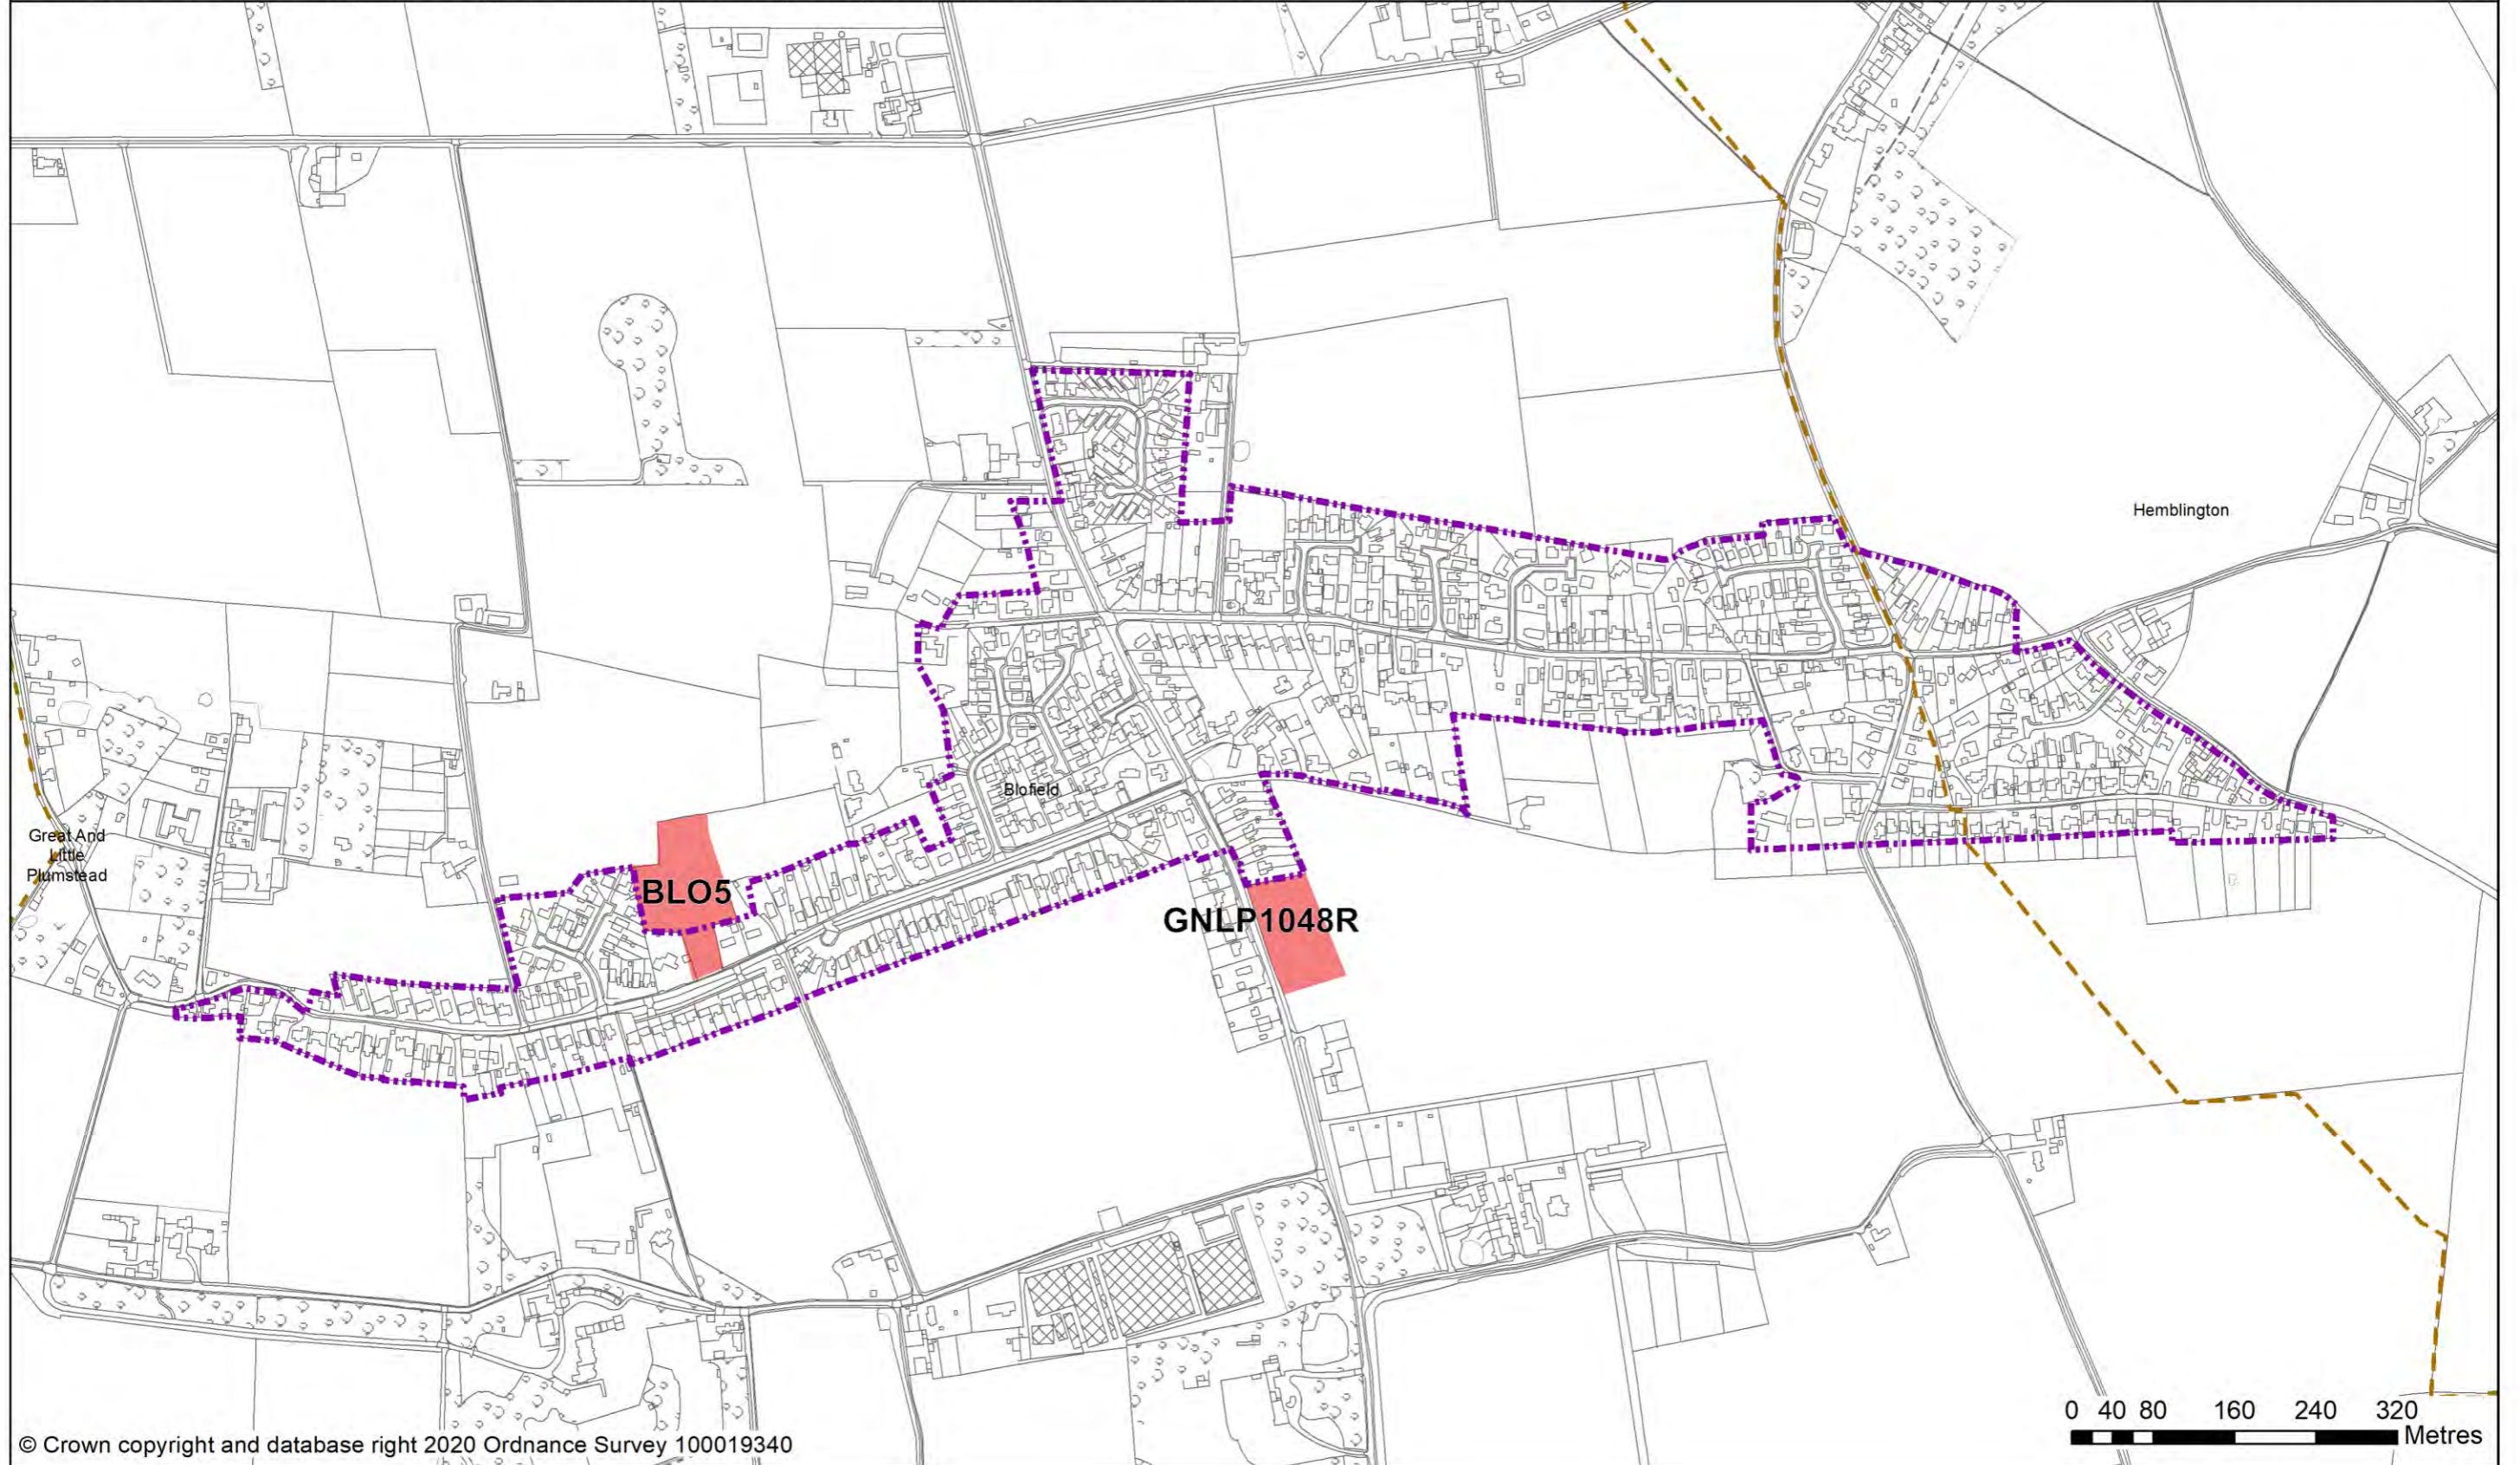 Hemblington
Blofield
Great And
Little
Plumstead
BLO5
GNLP1048R
0 40 80 160 240 320
Metres
© Crown copyright and database right 2020 Ordnance Survey 100019340